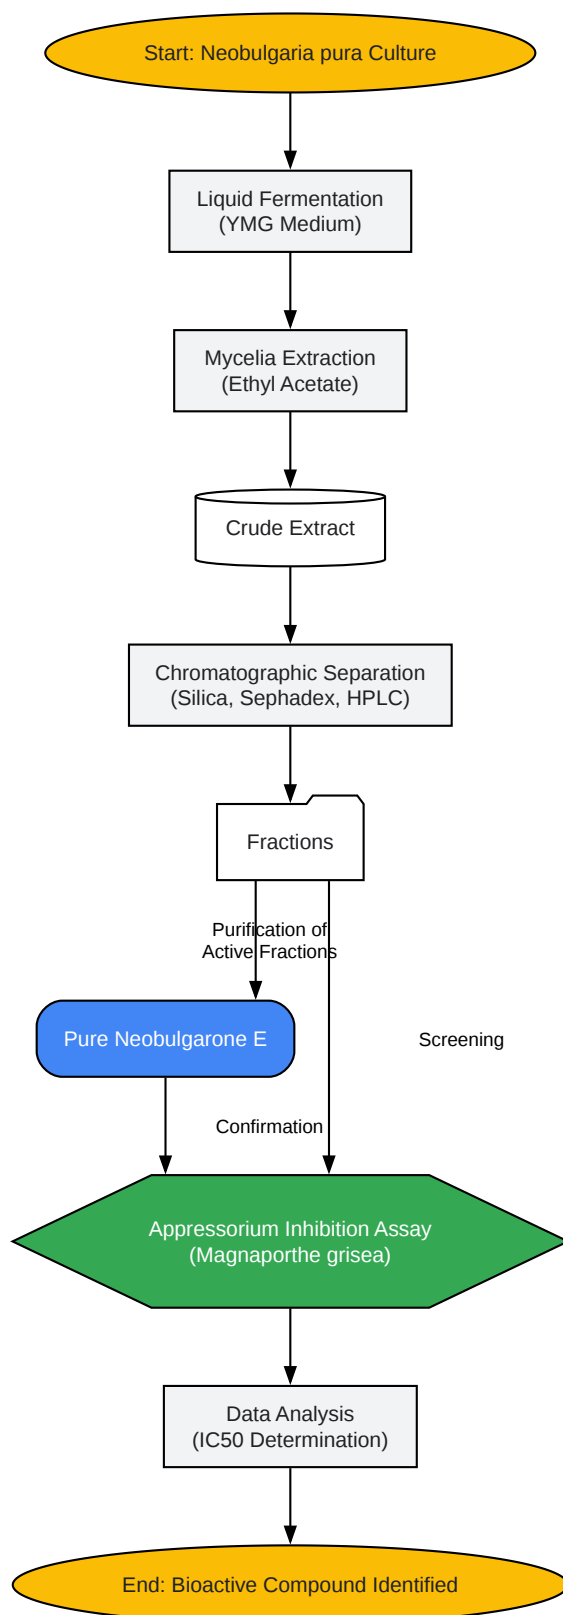 Start: Neobulgaria pura Culture
Liquid Fermentation
(YMG Medium)
Mycelia Extraction
(Ethyl Acetate)
Crude Extract
Chromatographic Separation
(Silica, Sephadex, HPLC)
Fractions
Purification of
Active Fractions
Pure Neobulgarone E
Screening
Confirmation
Appressorium Inhibition Assay
(Magnaporthe grisea)
Data Analysis
(IC50 Determination)
End: Bioactive Compound Identified